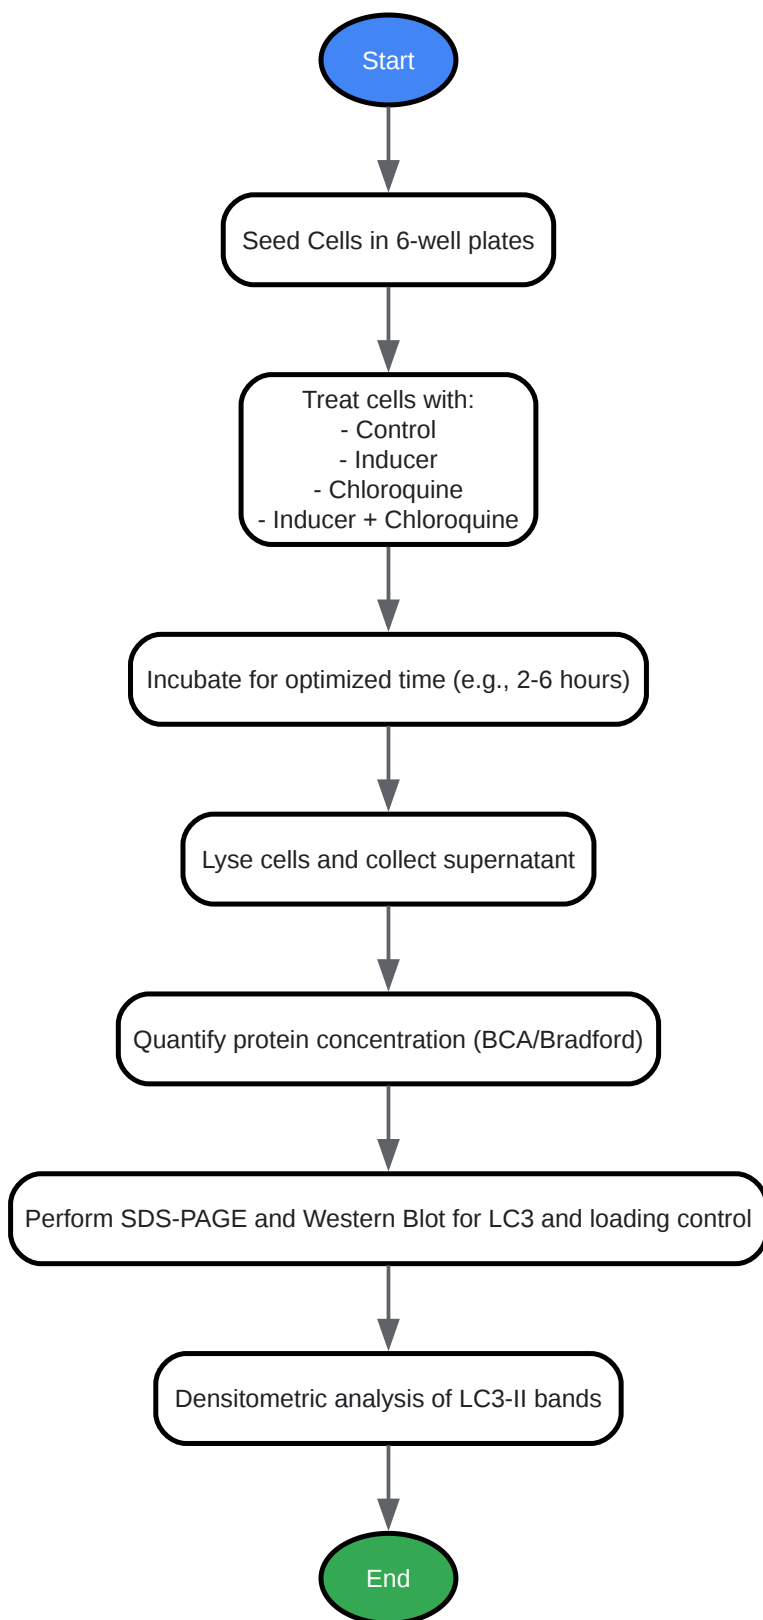 Start
Seed Cells in 6-well plates
Treat cells with:
- Control
- Inducer
- Chloroquine
- Inducer + Chloroquine
Incubate for optimized time (e.g., 2-6 hours)
Lyse cells and collect supernatant
Quantify protein concentration (BCA/Bradford)
Perform SDS-PAGE and Western Blot for LC3 and loading control
Densitometric analysis of LC3-II bands
End